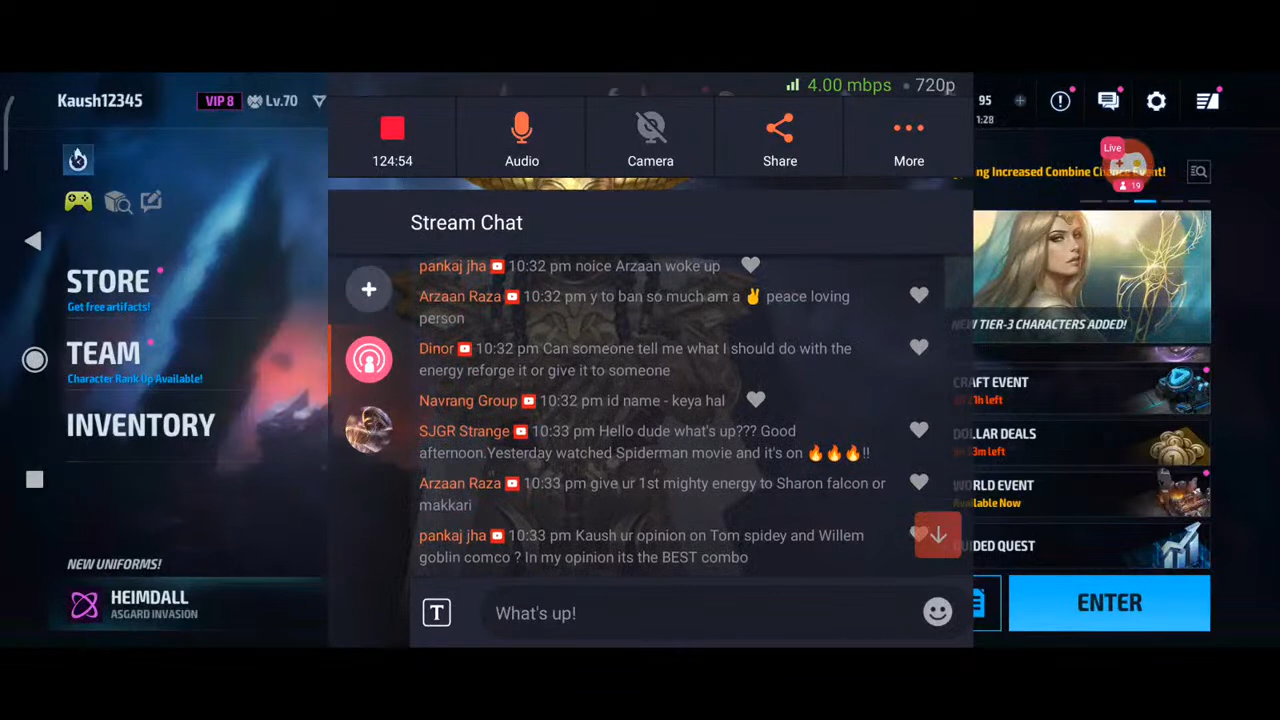 Kaush12345
VIP 8
Lv.70
4.00 mbps
720p
95
1:28
124:54
Audio
Camera
Share
More
Live
19
Increased Combine Chance Event!
Stream Chat
STORE
Get free artifacts!
TEAM
Character Rank Up Available!
INVENTORY
NEW UNIFORMS!
HEIMDALL
ASGARD INVASION
pankaj jha 10:32 pm noice Arzaan woke up
Arzaan Raza 10:32 pm y to ban so much am a ✌ peace loving
person
Dinor 10:32 pm Can someone tell me what I should do with the
energy reforge it or give it to someone
Navrang Group 10:32 pm id name - keya hal
SJGR Strange 10:33 pm Hello dude what's up??? Good
afternoon.Yesterday watched Spiderman movie and it's on 🔥🔥🔥!!
Arzaan Raza 10:33 pm give ur 1st mighty energy to Sharon falcon or
makkari
pankaj jha 10:33 pm Kaush ur opinion on Tom spidey and Willem
goblin comco ? In my opinion its the BEST combo
T
What's up!
NEW TIER-3 CHARACTERS ADDED!
CRAFT EVENT
left
DOLLAR DEALS
left
WORLD EVENT
Available Now
GUIDED QUEST
ENTER